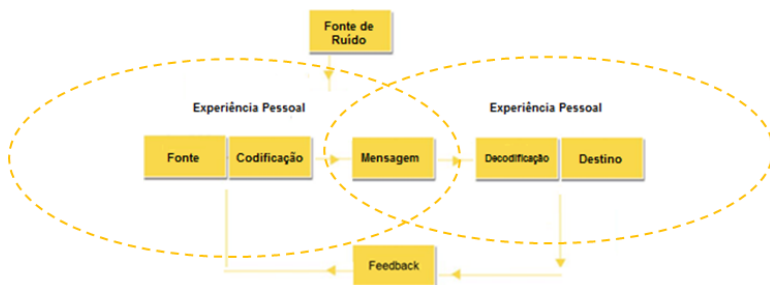 Fonte de
Ruído
Experiência Pessoal
Experiência Pessoal
Fonte
Codificação
Mensagem
Decodificação
Destino
Feedback